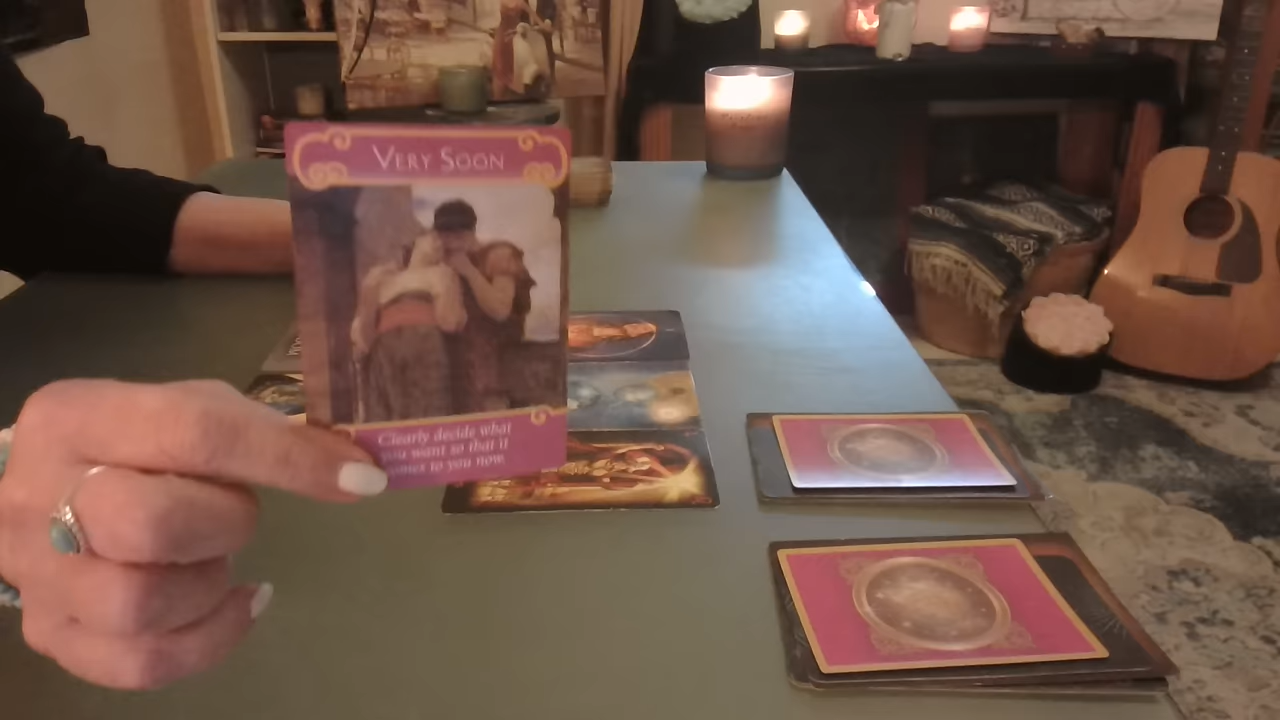 VERY SOON
Clearly decide what
you want so that it
comes to you now.